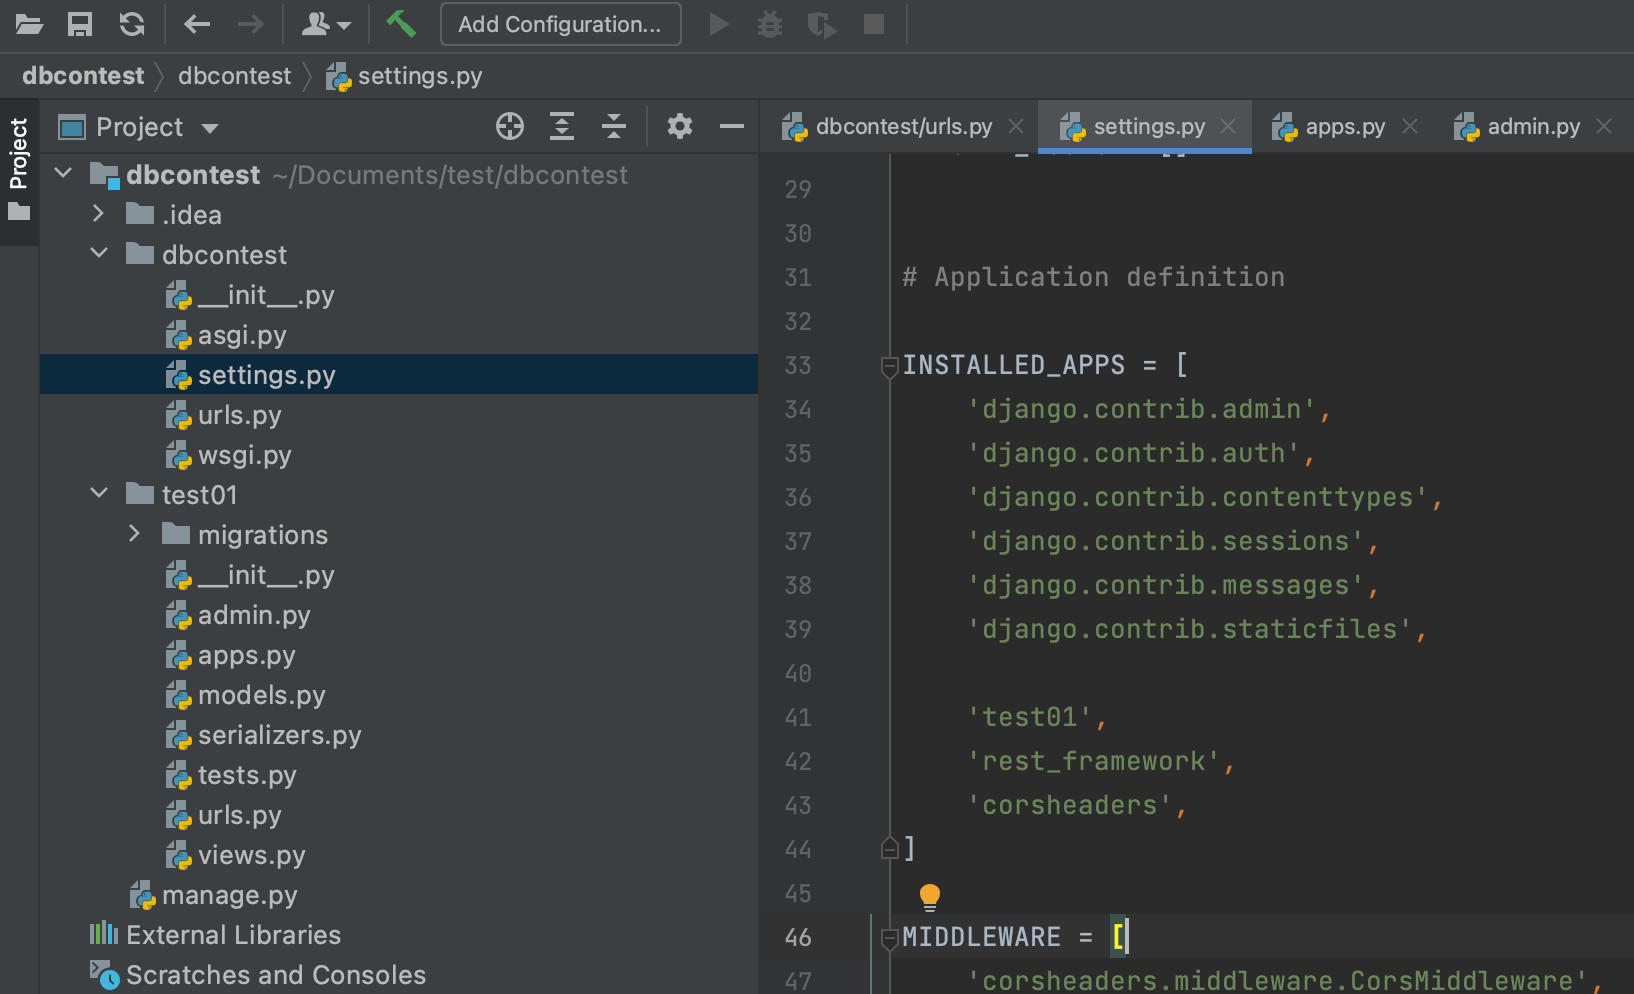 Add Configuration...
dbcontest
dbcontest
settings.py
Project
Project
dbcontest ~/Documents/test/dbcontest
.idea
dbcontest
__init__.py
asgi.py
settings.py
urls.py
wsgi.py
test01
migrations
__init__.py
admin.py
apps.py
models.py
serializers.py
tests.py
urls.py
views.py
manage.py
External Libraries
Scratches and Consoles
dbcontest/urls.py
settings.py
apps.py
admin.py
29
30
31 # Application definition
32
33 INSTALLED_APPS = [
34 'django.contrib.admin',
35 'django.contrib.auth',
36 'django.contrib.contenttypes',
37 'django.contrib.sessions',
38 'django.contrib.messages',
39 'django.contrib.staticfiles',
40
41 'test01',
42 'rest_framework',
43 'corsheaders',
44 ]
45
46 MIDDLEWARE = [
47 'corsheaders.middleware.CorsMiddleware',